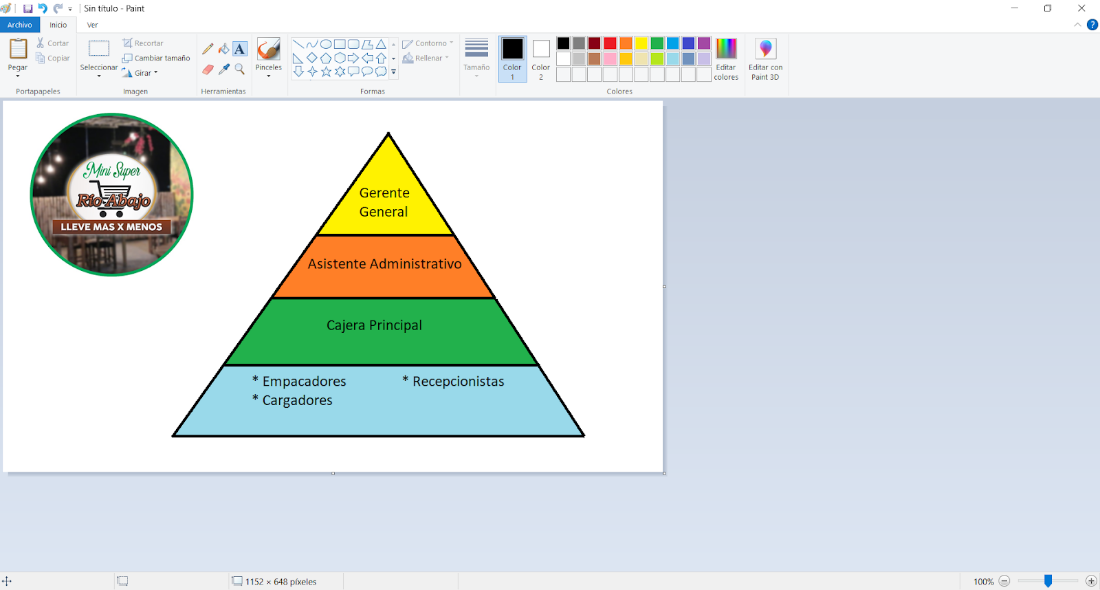 Sin título - Paint
Archivo Inicio Ver
Pegar
Cortar
Copiar
Portapapeles
Seleccionar
Recortar
Cambiar tamaño
Girar
Imagen
A
Herramientas
Pinceles
Contorno
Rellenar
Formas
Tamaño
Color
1
Color
2
Editar
colores
Editar con
Paint 3D
Colores
Mini Super
Río Abajo
LLEVE MAS X MENOS
Gerente
General
Asistente Administrativo
Cajera Principal
* Empacadores
* Cargadores
* Recepcionistas
1152 × 648 píxeles
100%